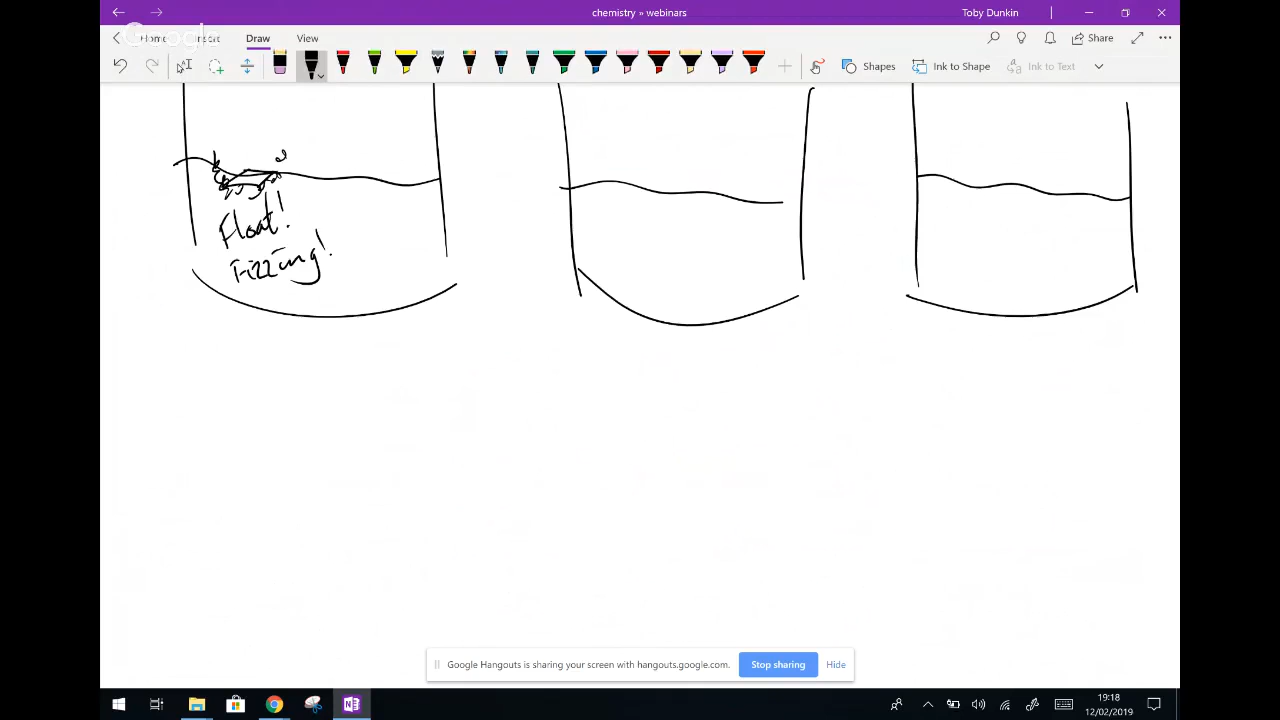 chemistry » webinars
Toby Dunkin
Google
Home
Insert
Draw
View
Share
Shapes
Ink to Shape
Ink to Text
Float!
Fizzing!
Google Hangouts is sharing your screen with hangouts.google.com.
Stop sharing
Hide
19:18
12/02/2019